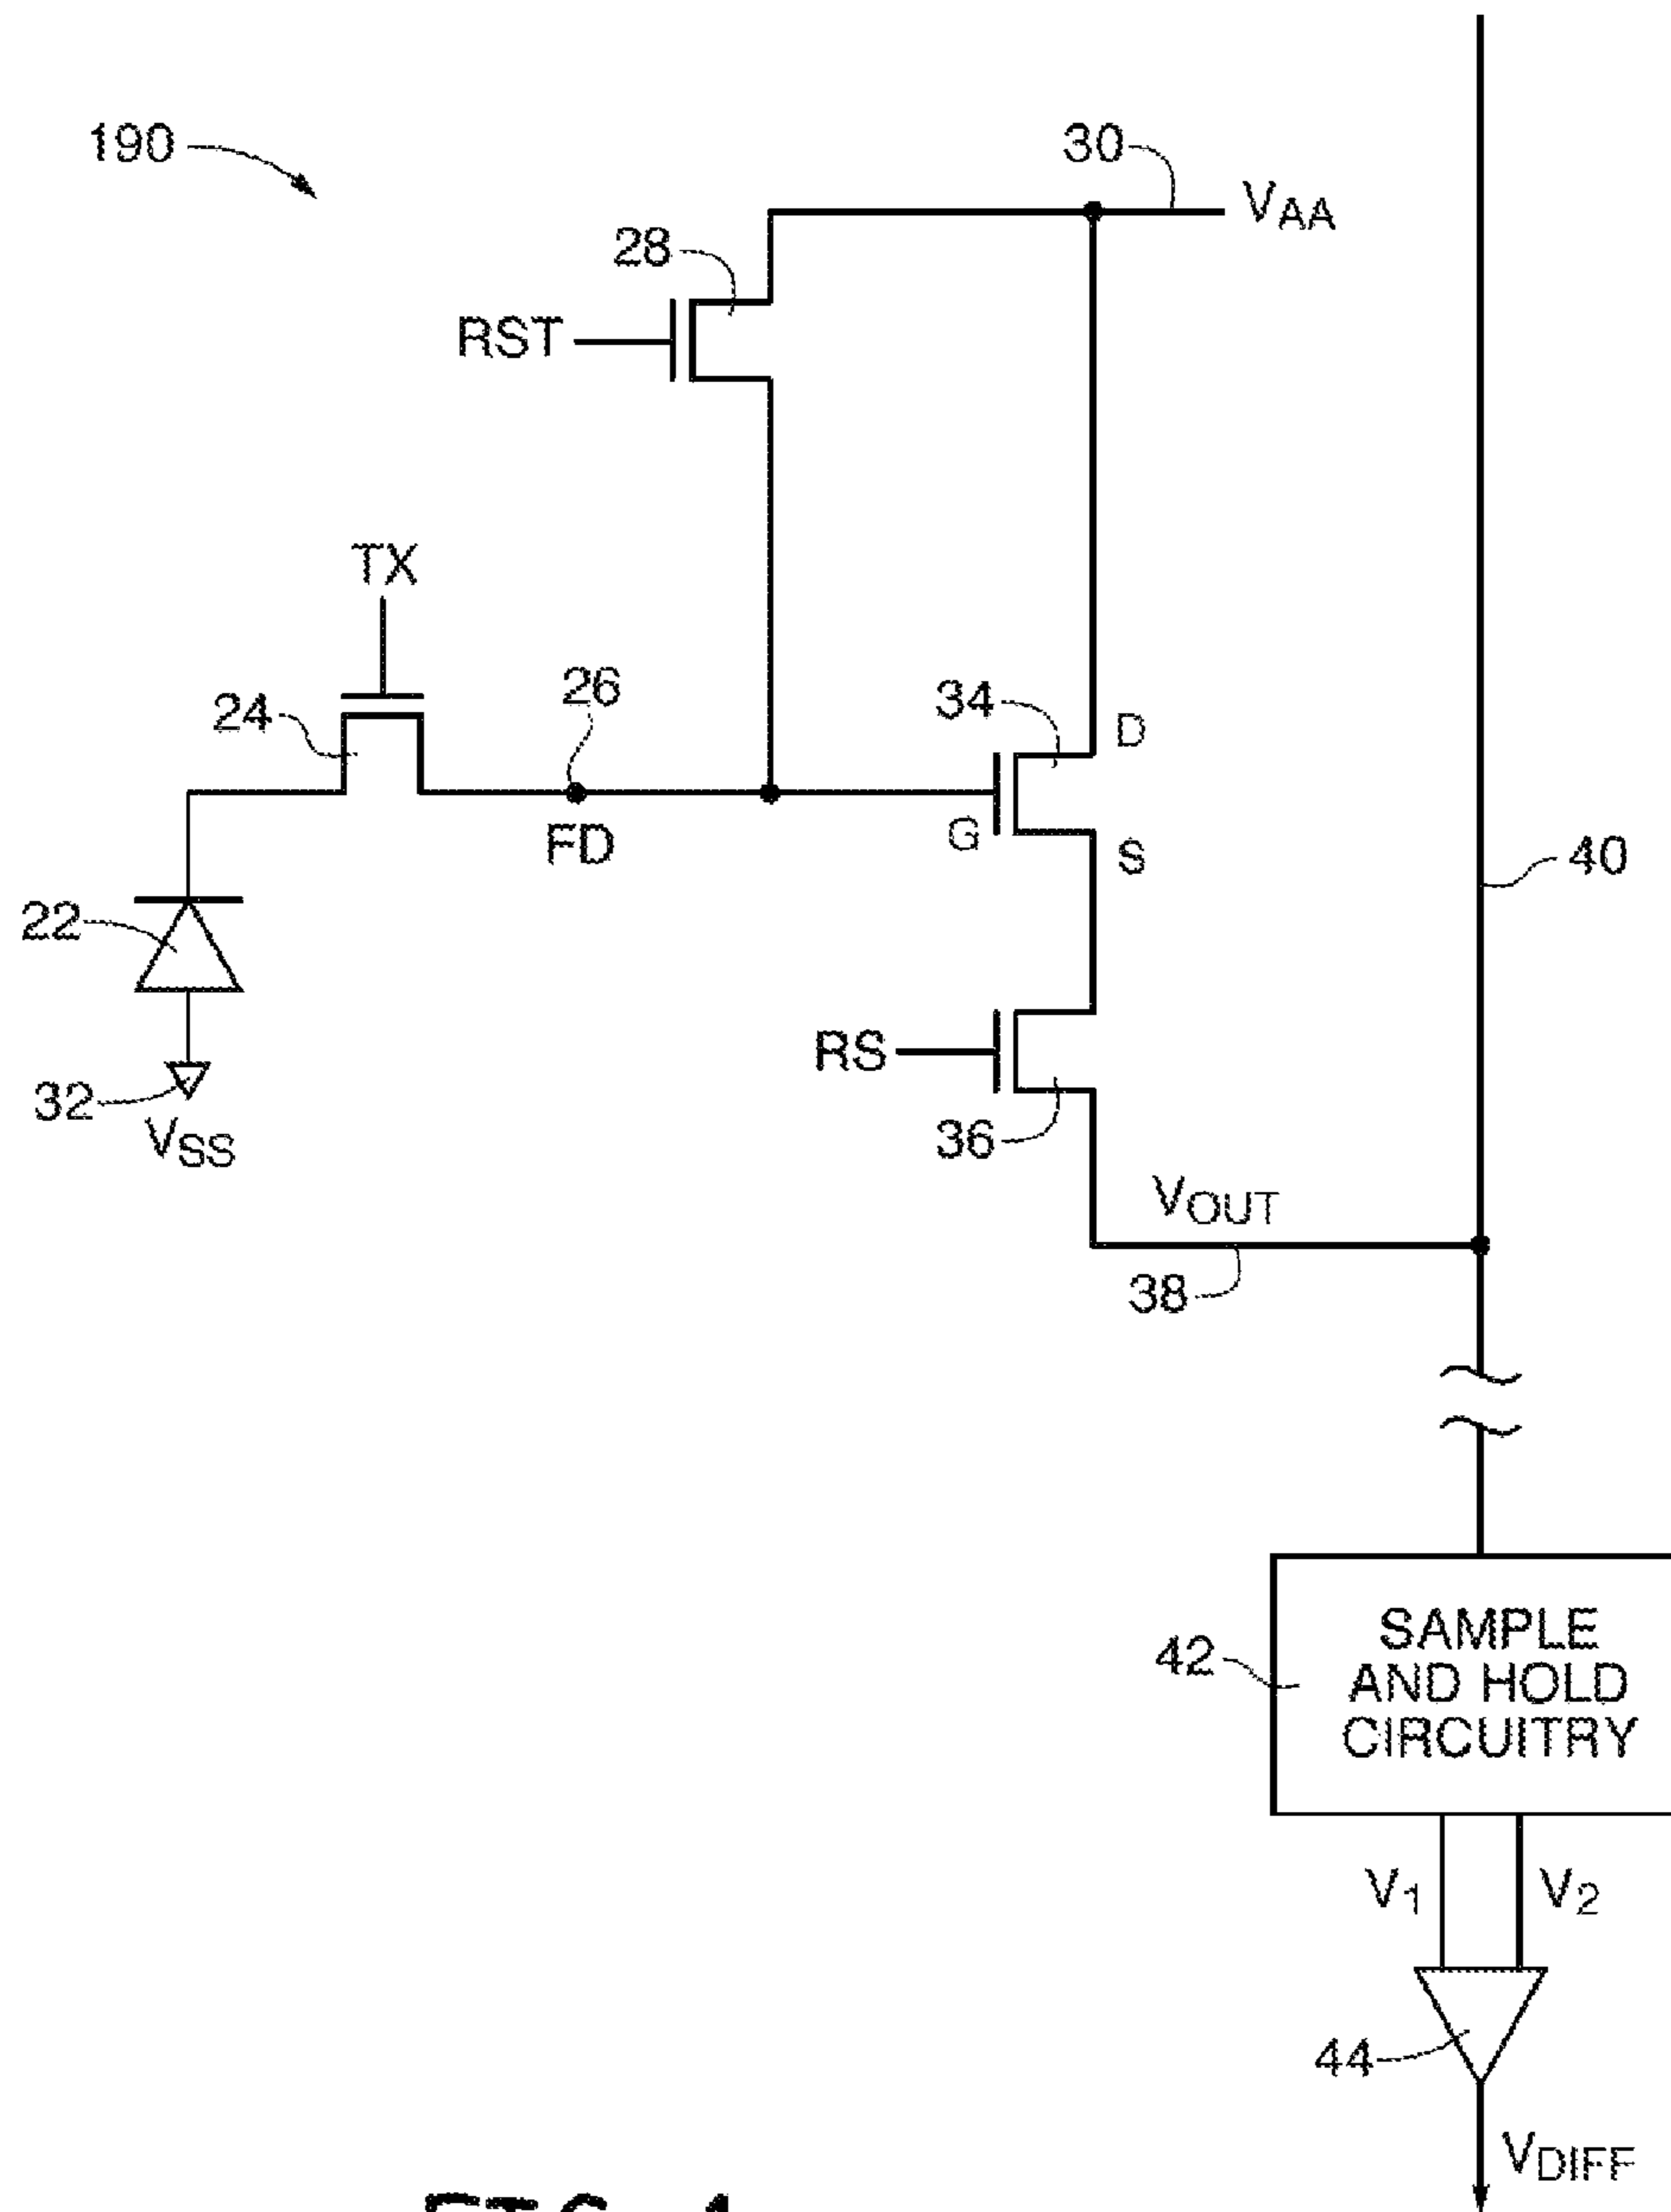 190
30
VAA
28
RST
TX
26
34
D
24
FD
G
S
40
22
RS
32
VSS
36
VOUT
38
SAMPLE
AND HOLD
CIRCUITRY
42
V1
V2
44
VDIFF